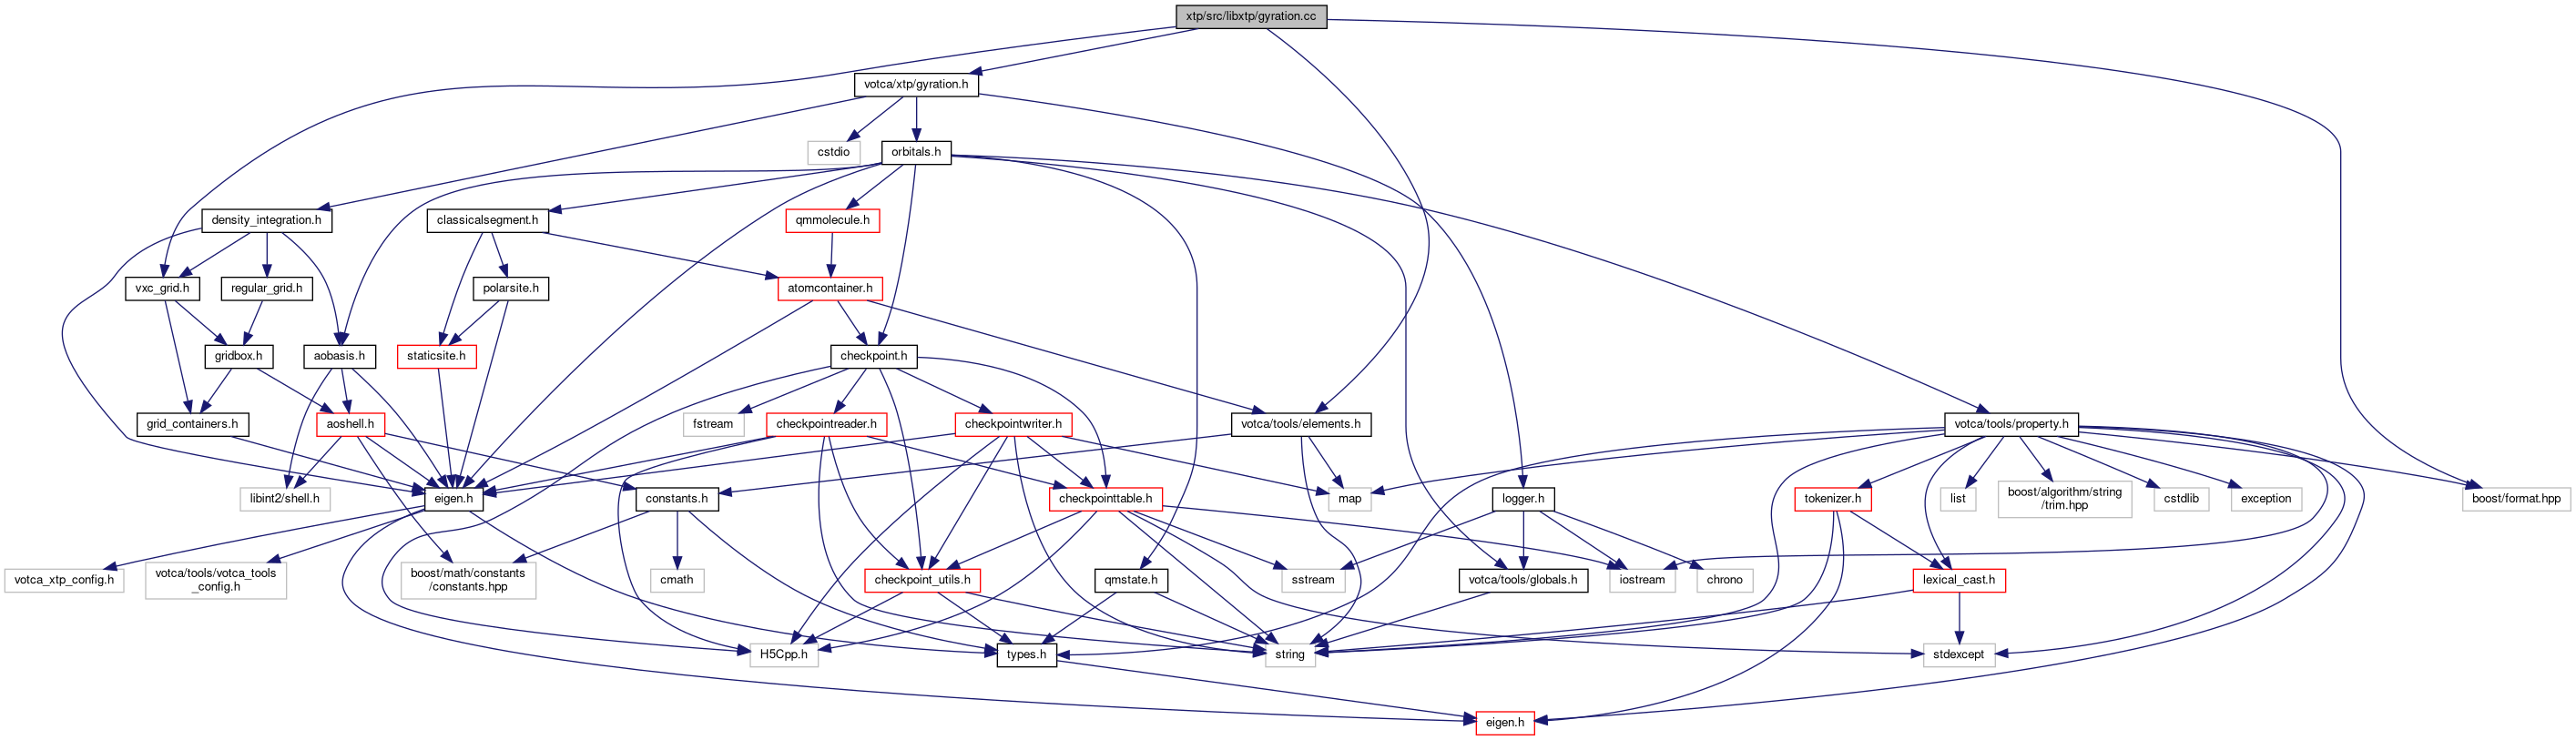 xtp/src/libxtp/gyration.cc
votca/xtp/gyration.h
cstdio
orbitals.h
density_integration.h
classicalsegment.h
qmmolecule.h
vxc_grid.h
regular_grid.h
polarsite.h
atomcontainer.h
gridbox.h
aobasis.h
staticsite.h
checkpoint.h
grid_containers.h
aoshell.h
fstream
checkpointreader.h
checkpointwriter.h
votca/tools/elements.h
votca/tools/property.h
libint2/shell.h
eigen.h
constants.h
checkpointtable.h
map
logger.h
tokenizer.h
list
boost/algorithm/string
/trim.hpp
cstdlib
exception
boost/format.hpp
votca_xtp_config.h
votca/tools/votca_tools
_config.h
boost/math/constants
/constants.hpp
cmath
checkpoint_utils.h
qmstate.h
sstream
votca/tools/globals.h
iostream
chrono
lexical_cast.h
H5Cpp.h
types.h
string
stdexcept
eigen.h